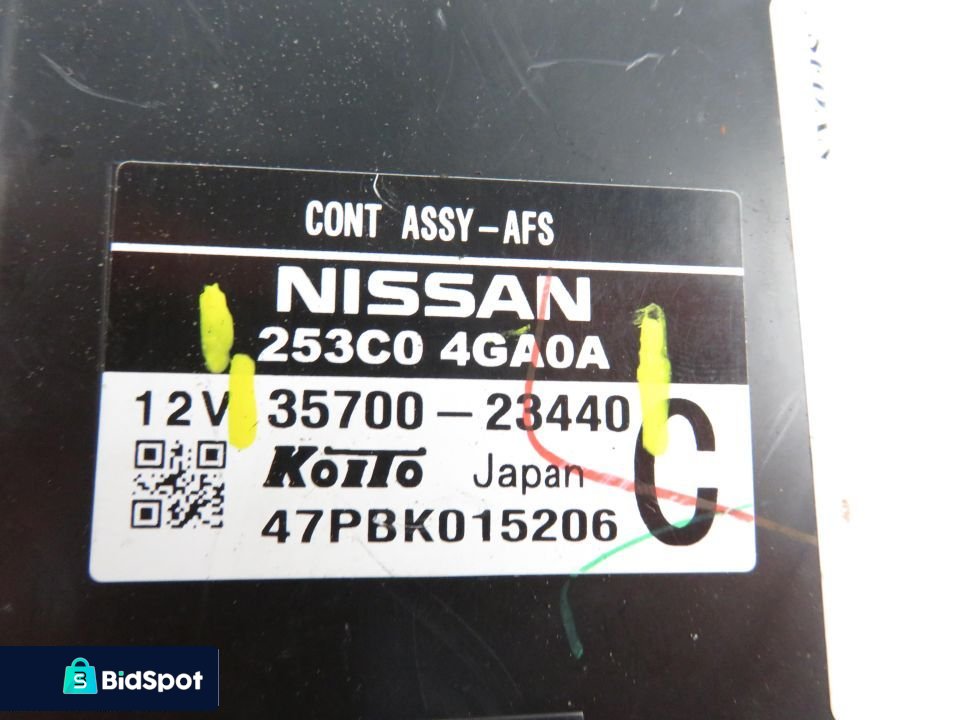 CONT ASSY-AFS
NISSAN
253C0 4GA0A
12V 35700-23440
KOITO Japan
C
47PBK015206
BidSpot